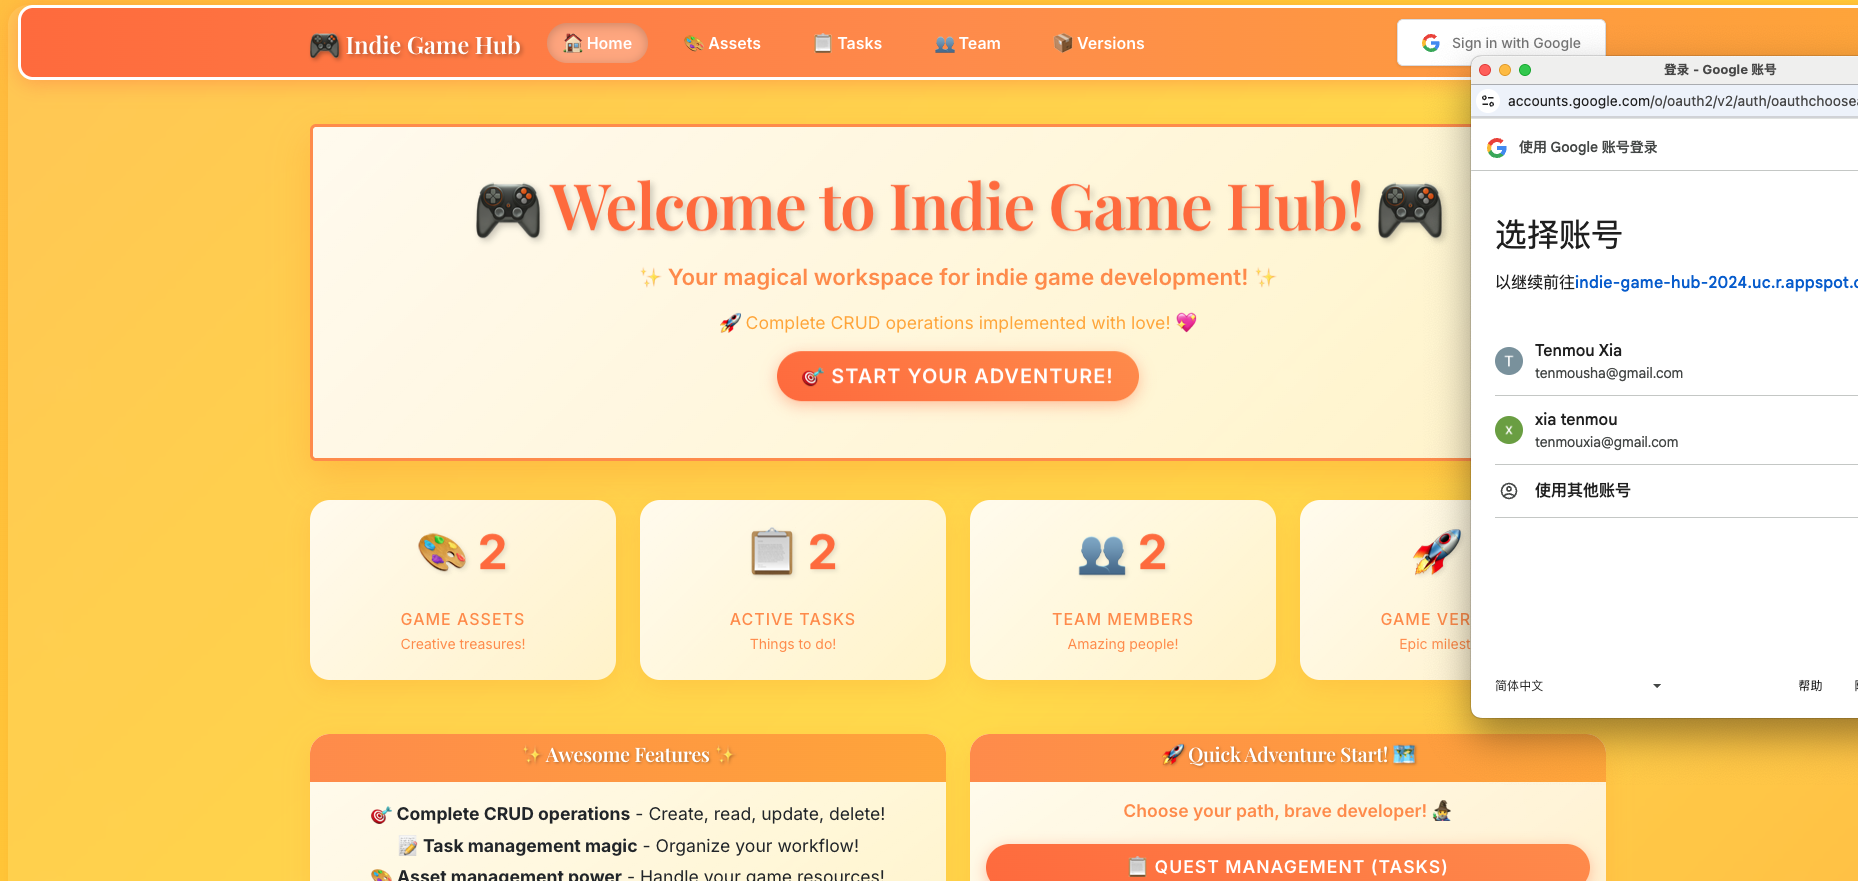 Indie Game Hub
Home
Assets
Tasks
Team
Versions
Sign in with Google
Welcome to Indie Game Hub!
Your magical workspace for indie game development!
Complete CRUD operations implemented with love!
START YOUR ADVENTURE!
2
GAME ASSETS
Creative treasures!
2
ACTIVE TASKS
Things to do!
2
TEAM MEMBERS
Amazing people!
GAME VER
Epic milest
Awesome Features
Complete CRUD operations - Create, read, update, delete!
Task management magic - Organize your workflow!
Asset management power - Handle your game resources!
Quick Adventure Start!
Choose your path, brave developer!
QUEST MANAGEMENT (TASKS)
登录 - Google 账号
accounts.google.com/o/oauth2/v2/auth/oauthchoosea
使用 Google 账号登录
选择账号
以继续前往indie-game-hub-2024.uc.r.appspot.c
T
Tenmou Xia
tenmousha@gmail.com
x
xia tenmou
tenmouxia@gmail.com
使用其他账号
简体中文
帮助